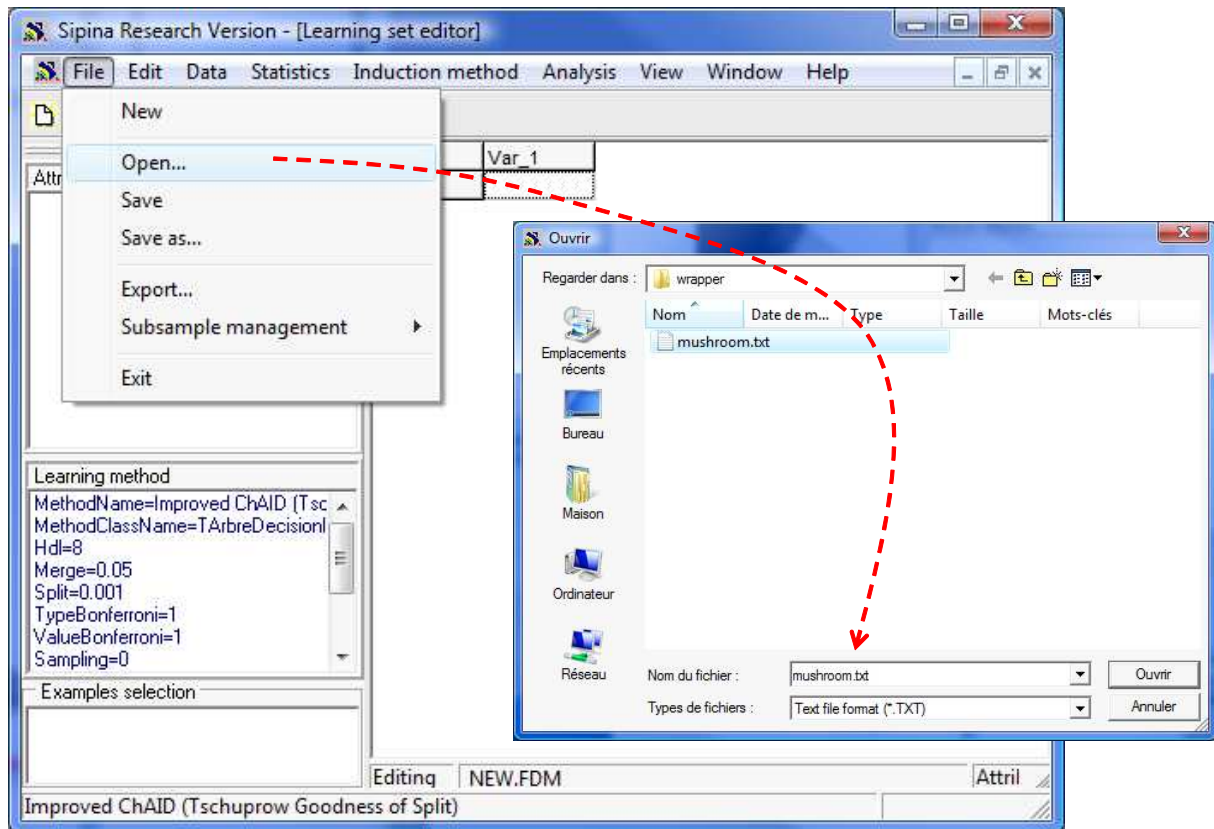 Sipina Research Version - [Learning set editor]
File Edit Data Statistics Induction method Analysis View Window Help
New
Open...
Save
Save as...
Export...
Subsample management
Exit
Attr
Var_1
Learning method
MethodName=Improved ChAID (Tsc
MethodClassName=TArbreDecisionI
Hdl=8
Merge=0.05
Split=0.001
TypeBonferroni=1
ValueBonferroni=1
Sampling=0
Examples selection
Editing NEW.FDM Attril
Improved ChAID (Tschuprow Goodness of Split)
Ouvrir
Regarder dans : wrapper
Nom Date de m... Type Taille Mots-clés
mushroom.txt
Emplacements
récents
Bureau
Maison
Ordinateur
Réseau
Nom du fichier : mushroom.txt Ouvrir
Types de fichiers : Text file format (*.TXT) Annuler